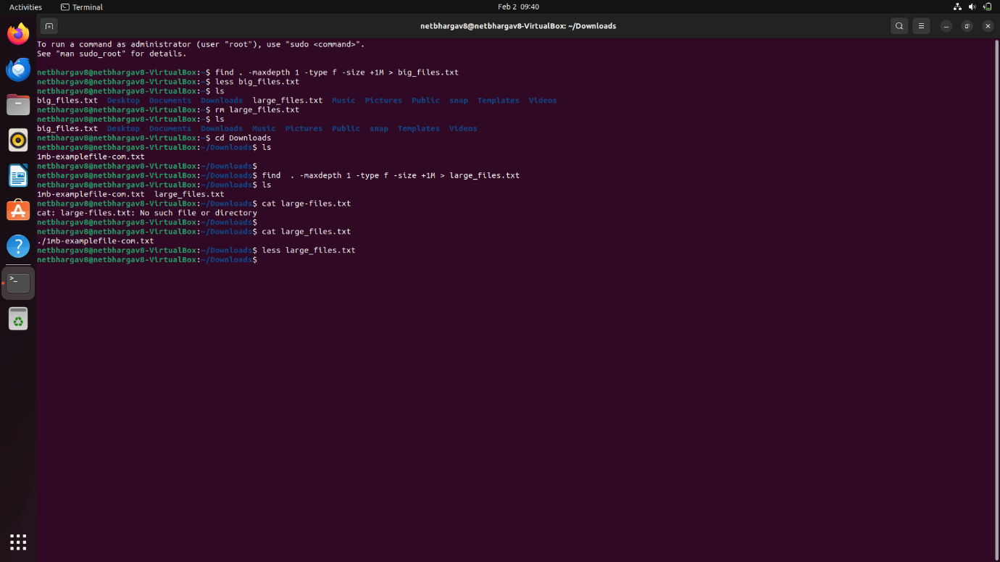 Activities Terminal Feb 2 09:40
netbhargav8@netbhargav8-VirtualBox: ~/Downloads
To run a command as administrator (user "root"), use "sudo <command>".
See "man sudo_root" for details.
netbhargav8@netbhargav8-VirtualBox:~$ find . -maxdepth 1 -type f -size +1M > big_files.txt
netbhargav8@netbhargav8-VirtualBox:~$ less big_files.txt
netbhargav8@netbhargav8-VirtualBox:~$ ls
big_files.txt  Desktop  Documents  Downloads  large_files.txt  Music  Pictures  Public  snap  Templates  Videos
netbhargav8@netbhargav8-VirtualBox:~$ rm large_files.txt
netbhargav8@netbhargav8-VirtualBox:~$ ls
big_files.txt  Desktop  Documents  Downloads  Music  Pictures  Public  snap  Templates  Videos
netbhargav8@netbhargav8-VirtualBox:~$ cd Downloads
netbhargav8@netbhargav8-VirtualBox:~/Downloads$ ls
1mb-examplefile-com.txt
netbhargav8@netbhargav8-VirtualBox:~/Downloads$
netbhargav8@netbhargav8-VirtualBox:~/Downloads$ find  . -maxdepth 1 -type f -size +1M > large_files.txt
netbhargav8@netbhargav8-VirtualBox:~/Downloads$ ls
1mb-examplefile-com.txt  large_files.txt
netbhargav8@netbhargav8-VirtualBox:~/Downloads$ cat large-files.txt
cat: large-files.txt: No such file or directory
netbhargav8@netbhargav8-VirtualBox:~/Downloads$
netbhargav8@netbhargav8-VirtualBox:~/Downloads$ cat large_files.txt
./1mb-examplefile-com.txt
netbhargav8@netbhargav8-VirtualBox:~/Downloads$ less large_files.txt
netbhargav8@netbhargav8-VirtualBox:~/Downloads$